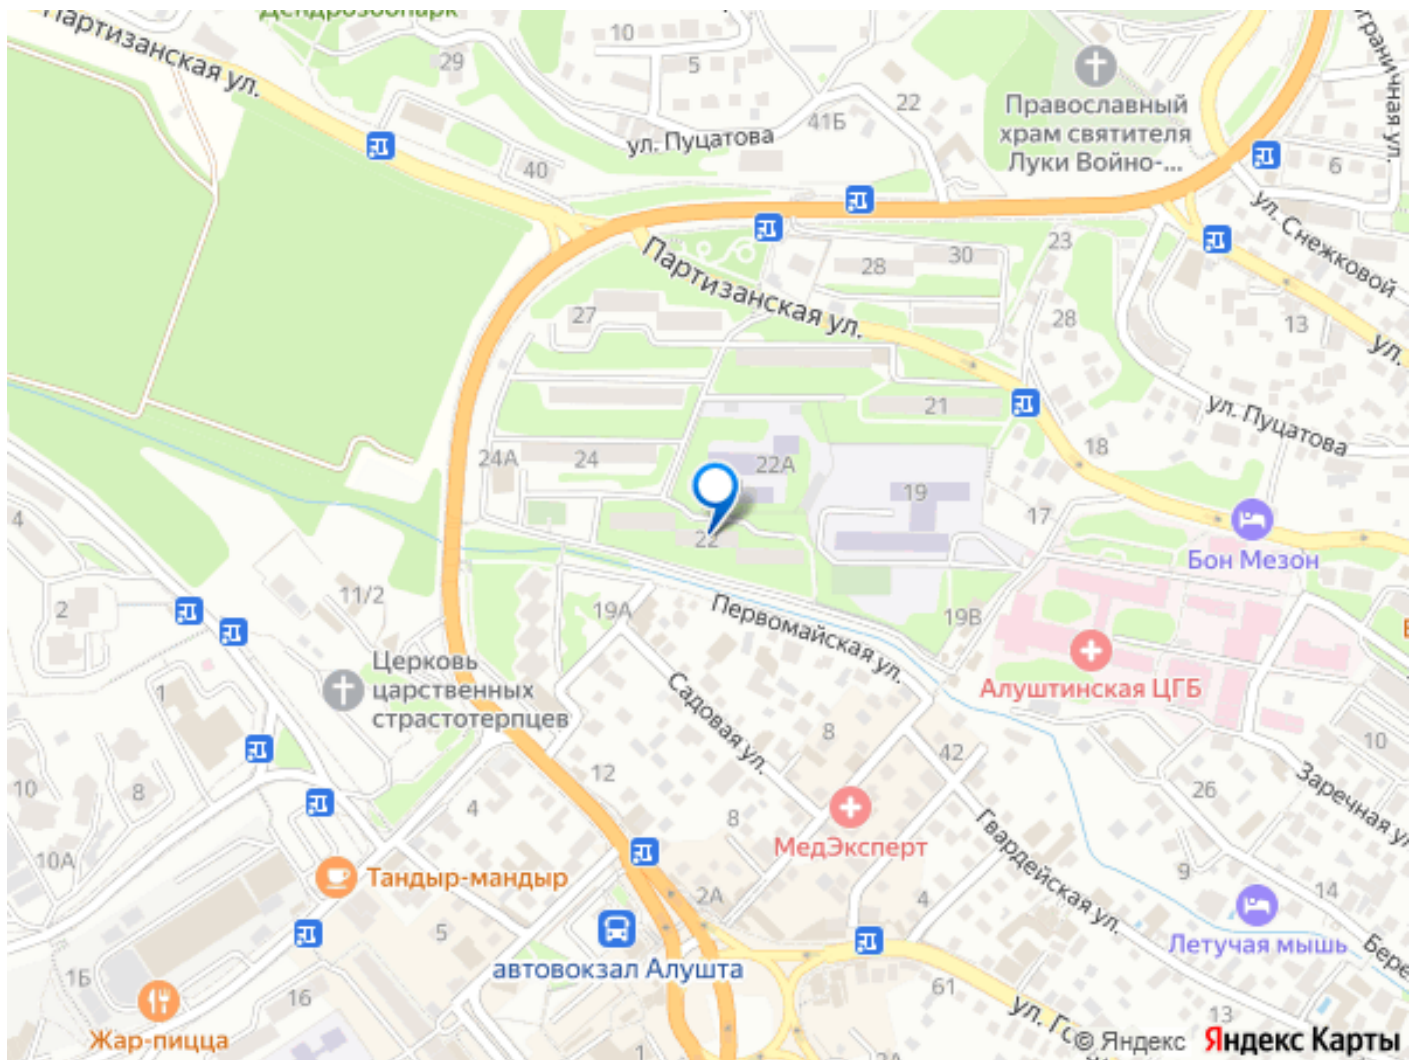 Дендрозоопарк
Партизанская ул.
10
29
5
22
41Б
ул. Пуцатова
40
Православный
храм святителя
Луки Войно-...
6
ул. Снежковой
23
30
28
Партизанская ул.
27
28
13
ул.
21
ул. Пуцатова
18
24А
24
22А
19
17
4
22
Бон Мезон
2
11/2
19А
Первомайская ул.
19В
Церковь
царственных
страстотерпцев
1
Садовая ул.
Алуштинская ЦГБ
8
42
10
12
10
8
4
8
26
Заречная ул.
МедЭксперт
Гвардейская ул.
10А
Тандыр-мандыр
2А
4
9
14
5
автовокзал Алушта
Летучая мышь
1Б
16
61
13
Жар-пицца
1
2А
© Яндекс Яндекс Карты